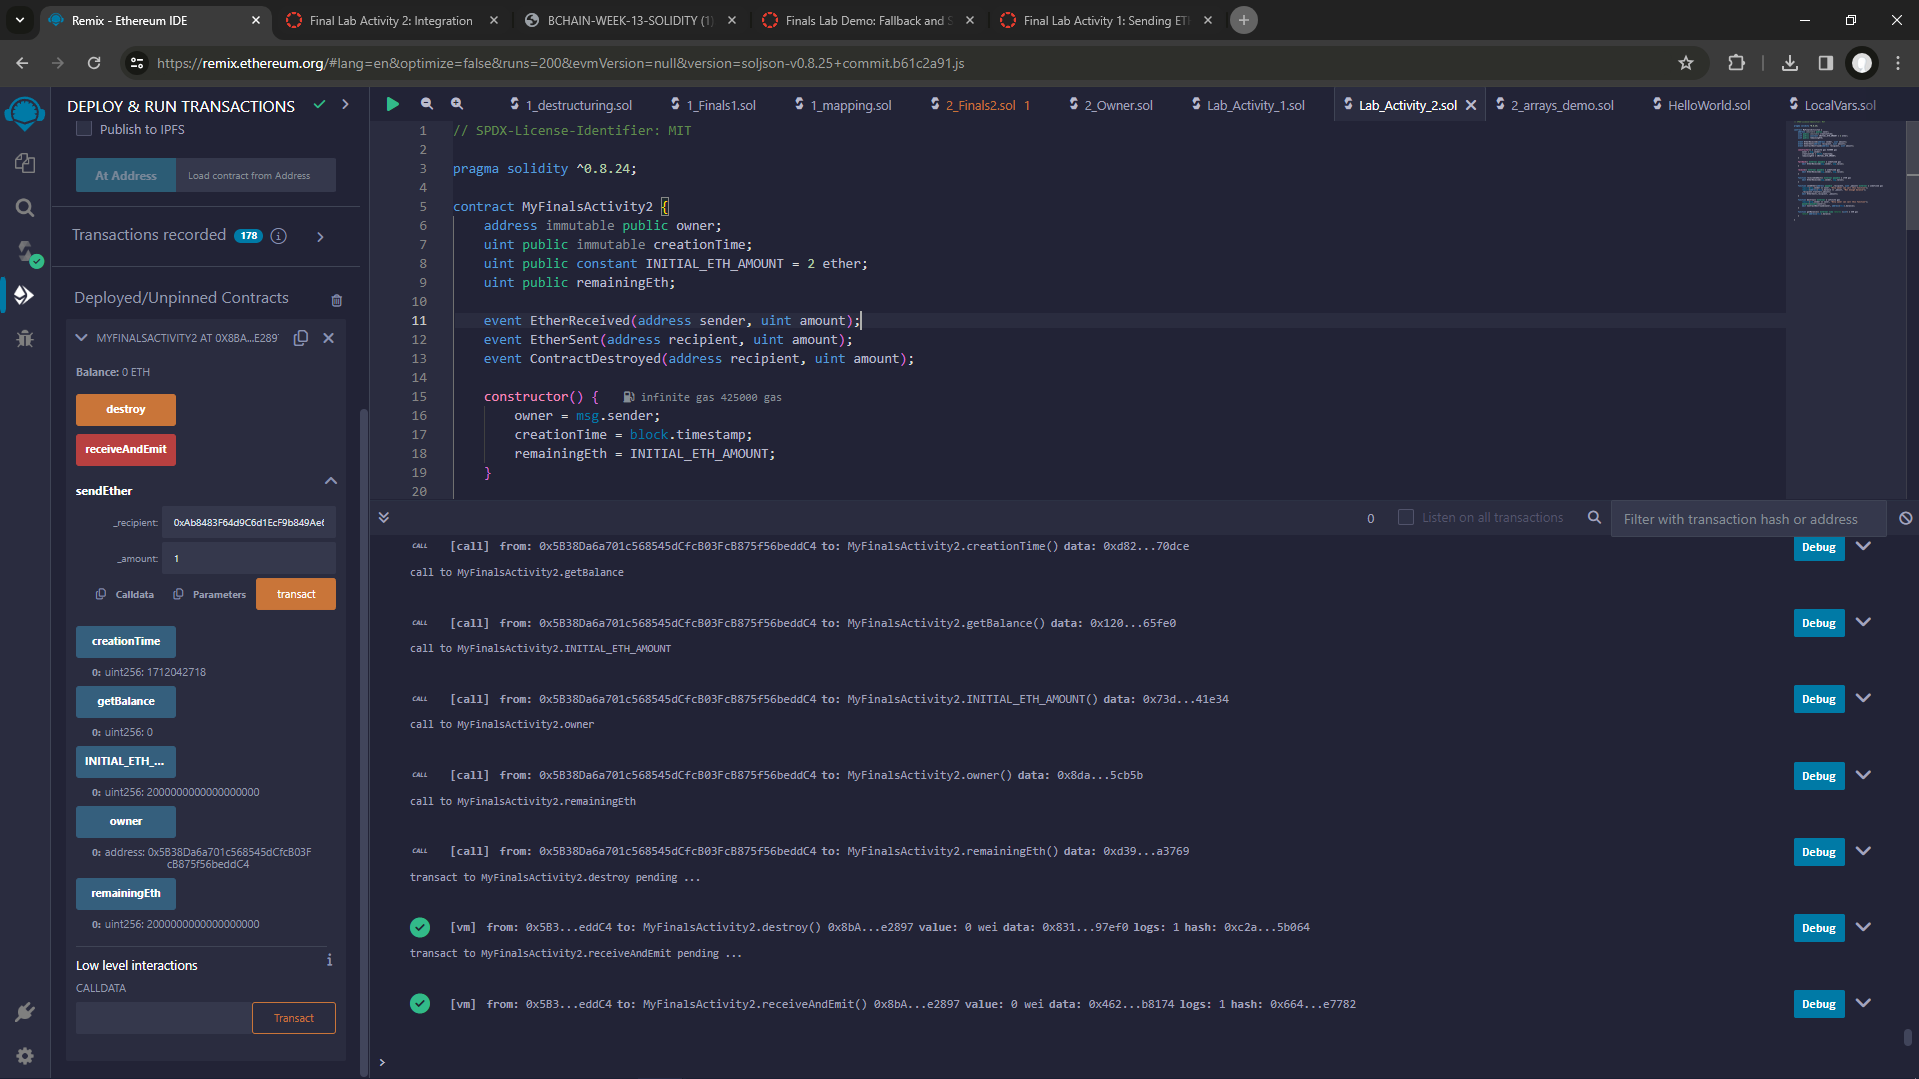 Remix - Ethereum IDE
Final Lab Activity 2: Integration
BCHAIN-WEEK-13-SOLIDITY (1)
Finals Lab Demo: Fallback and S
Final Lab Activity 1: Sending ETH
https://remix.ethereum.org/#lang=en&optimize=false&runs=200&evmVersion=null&version=soljson-v0.8.25+commit.b61c2a91.js
DEPLOY & RUN TRANSACTIONS
Publish to IPFS
At Address
Load contract from Address
Transactions recorded 178
Deployed/Unpinned Contracts
MYFINALSACTIVITY2 AT 0X8BA...E289
Balance: 0 ETH
destroy
receiveAndEmit
sendEther
_recipient: 0xAb8483F64d9C6d1EcF9b849Ae
_amount: 1
Calldata
Parameters
transact
creationTime
0: uint256: 1712042718
getBalance
0: uint256: 0
INITIAL_ETH_...
0: uint256: 2000000000000000000
owner
0: address: 0x5B38Da6a701c568545dCfcB03F
cB875f56beddC4
remainingEth
0: uint256: 2000000000000000000
Low level interactions
CALLDATA
Transact
1_destructuring.sol
1_Finals1.sol
1_mapping.sol
2_Finals2.sol 1
2_Owner.sol
Lab_Activity_1.sol
Lab_Activity_2.sol
2_arrays_demo.sol
HelloWorld.sol
LocalVars.sol
1 // SPDX-License-Identifier: MIT
2
3 pragma solidity ^0.8.24;
4
5 contract MyFinalsActivity2 {
6 address immutable public owner;
7 uint public immutable creationTime;
8 uint public constant INITIAL_ETH_AMOUNT = 2 ether;
9 uint public remainingEth;
10
11 event EtherReceived(address sender, uint amount);
12 event EtherSent(address recipient, uint amount);
13 event ContractDestroyed(address recipient, uint amount);
14
15 constructor() { infinite gas 425000 gas
16 owner = msg.sender;
17 creationTime = block.timestamp;
18 remainingEth = INITIAL_ETH_AMOUNT;
19 }
20
0
Listen on all transactions
Filter with transaction hash or address
CALL [call] from: 0x5B38Da6a701c568545dCfcB03FcB875f56beddC4 to: MyFinalsActivity2.creationTime() data: 0xd82...70dce Debug
call to MyFinalsActivity2.getBalance
CALL [call] from: 0x5B38Da6a701c568545dCfcB03FcB875f56beddC4 to: MyFinalsActivity2.getBalance() data: 0x120...65fe0 Debug
call to MyFinalsActivity2.INITIAL_ETH_AMOUNT
CALL [call] from: 0x5B38Da6a701c568545dCfcB03FcB875f56beddC4 to: MyFinalsActivity2.INITIAL_ETH_AMOUNT() data: 0x73d...41e34 Debug
call to MyFinalsActivity2.owner
CALL [call] from: 0x5B38Da6a701c568545dCfcB03FcB875f56beddC4 to: MyFinalsActivity2.owner() data: 0x8da...5cb5b Debug
call to MyFinalsActivity2.remainingEth
CALL [call] from: 0x5B38Da6a701c568545dCfcB03FcB875f56beddC4 to: MyFinalsActivity2.remainingEth() data: 0xd39...a3769 Debug
transact to MyFinalsActivity2.destroy pending ...
[vm] from: 0x5B3...eddC4 to: MyFinalsActivity2.destroy() 0x8bA...e2897 value: 0 wei data: 0x831...97ef0 logs: 1 hash: 0xc2a...5b064 Debug
transact to MyFinalsActivity2.receiveAndEmit pending ...
[vm] from: 0x5B3...eddC4 to: MyFinalsActivity2.receiveAndEmit() 0x8bA...e2897 value: 0 wei data: 0x462...b8174 logs: 1 hash: 0x664...e7782 Debug
>